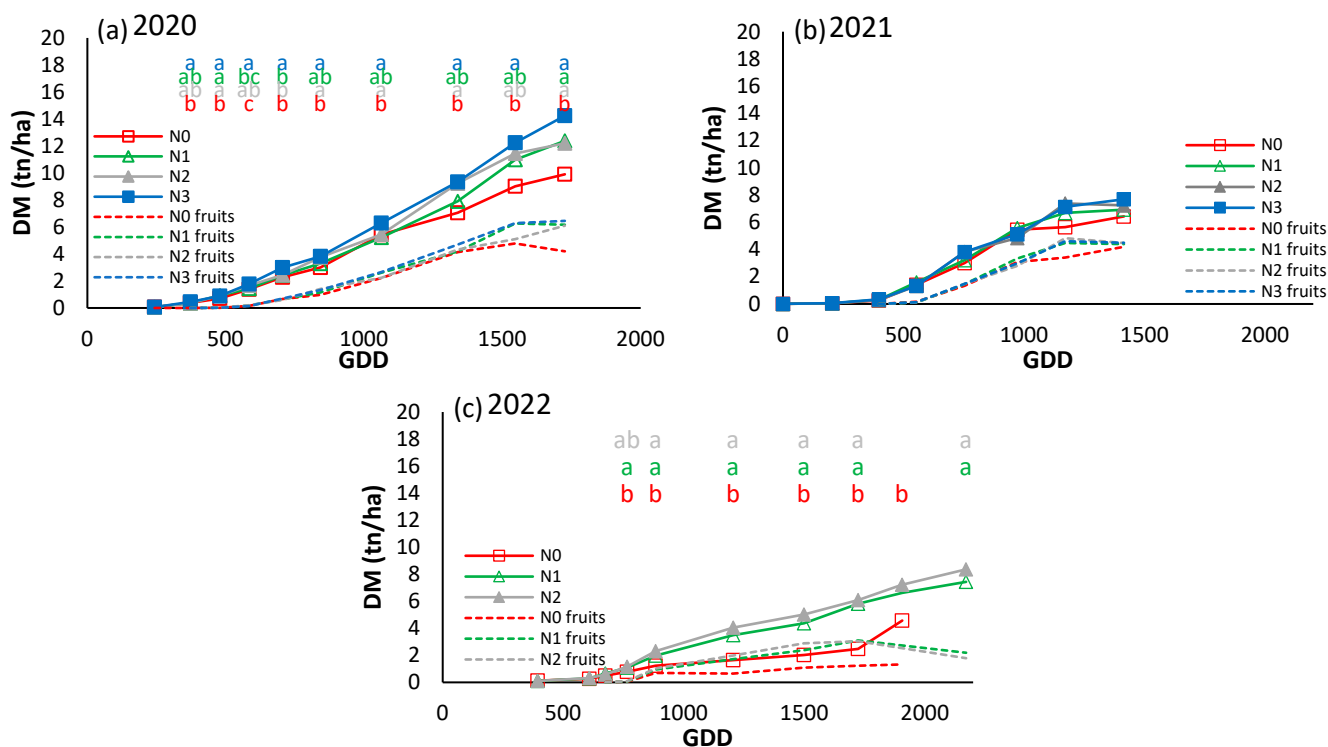 (a) 2020
DM (tn/ha)
20
18
16
14
12
10
8
6
4
2
0
a a a a a a a a a
ab a bc b ab ab ab ab a
ab a ab b a a a a a
b b c b b b b b b
N0
N1
N2
N3
N0 fruits
N1 fruits
N2 fruits
N3 fruits
0 500 1000 1500 2000
GDD
(b) 2021
DM (tn/ha)
20
18
16
14
12
10
8
6
4
2
0
N0
N1
N2
N3
N0 fruits
N1 fruits
N2 fruits
N3 fruits
0 500 1000 1500 2000
GDD
(c) 2022
DM (tn/ha)
20
18
16
14
12
10
8
6
4
2
0
ab a a a a a
a a a a a a
b b b b b b
N0
N1
N2
N0 fruits
N1 fruits
N2 fruits
0 500 1000 1500 2000
GDD